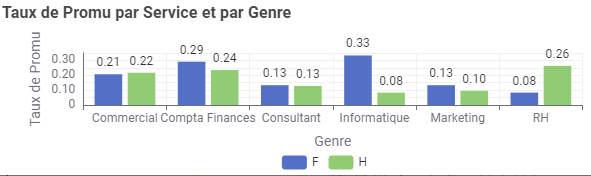 Taux de Promu par Service et par Genre
Taux de Promu
0.30
0.20
0.10
0
0.21 0.22 0.29 0.24 0.13 0.13 0.33 0.08 0.13 0.10 0.08 0.26
Commercial Compta Finances Consultant Informatique Marketing RH
Genre
F H